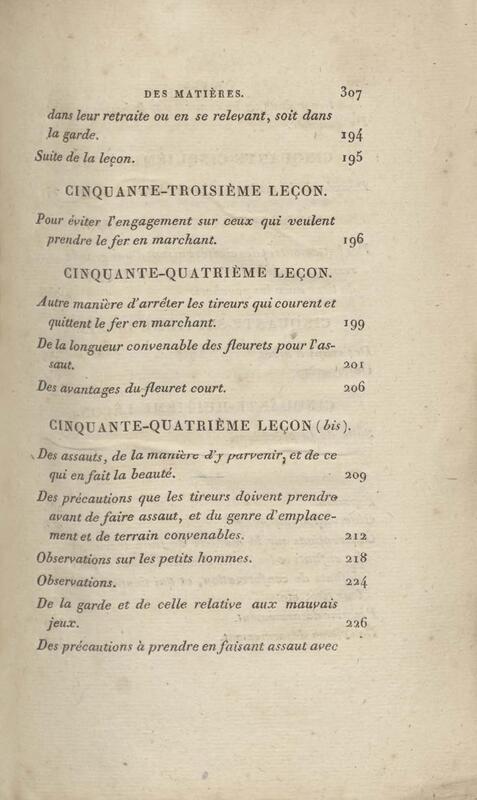 DES MATIÈRES. 307
dans leur retraite ou en se relevant, soit dans
la garde. 194
Suite de la leçon. 195
CINQUANTE-TROISIÈME LEÇON.
Pour éviter l'engagement sur ceux qui veulent
prendre le fer en marchant. 196
CINQUANTE-QUATRIÈME LEÇON.
Autre manière d'arrêter les tireurs qui courent et
quittent le fer en marchant. 199
De la longueur convenable des fleurets pour l'as-
saut. 201
Des avantages du fleuret court. 206
CINQUANTE-QUATRIÈME LEÇON (bis).
Des assauts, de la manière d'y parvenir, et de ce
qui en fait la beauté. 209
Des précautions que les tireurs doivent prendre
avant de faire assaut, et du genre d'emplace-
ment et de terrain convenables. 212
Observations sur les petits hommes. 218
Observations. 224
De la garde et de celle relative aux mauvais
jeux. 226
Des précautions à prendre en faisant assaut avec